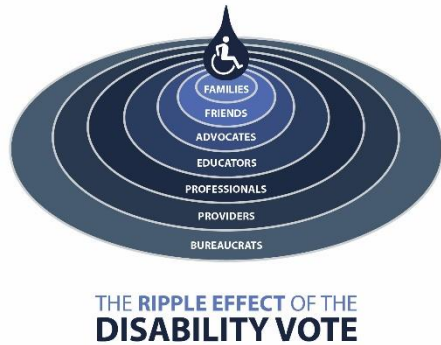 FAMILIES
FRIENDS
ADVOCATES
EDUCATORS
PROFESSIONALS
PROVIDERS
BUREAUCRATS
THE RIPPLE EFFECT OF THE
DISABILITY VOTE